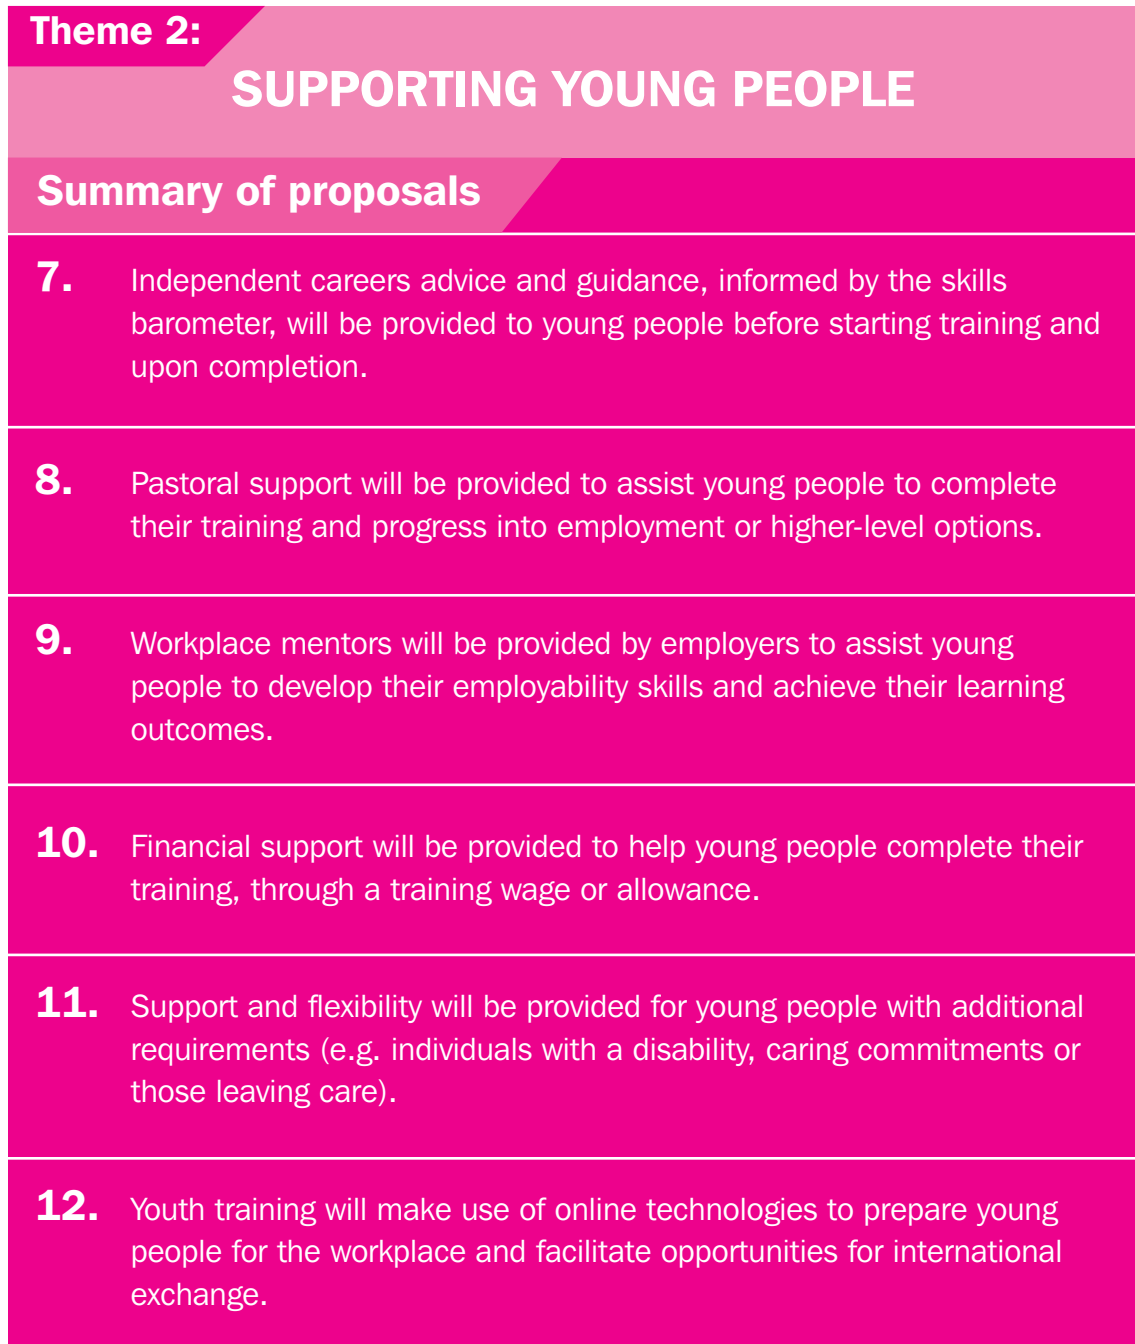 Theme 2:
SUPPORTING YOUNG PEOPLE
Summary of proposals
7. Independent careers advice and guidance, informed by the skills
barometer, will be provided to young people before starting training and
upon completion.
8. Pastoral support will be provided to assist young people to complete
their training and progress into employment or higher-level options.
9. Workplace mentors will be provided by employers to assist young
people to develop their employability skills and achieve their learning
outcomes.
10. Financial support will be provided to help young people complete their
training, through a training wage or allowance.
11. Support and flexibility will be provided for young people with additional
requirements (e.g. individuals with a disability, caring commitments or
those leaving care).
12. Youth training will make use of online technologies to prepare young
people for the workplace and facilitate opportunities for international
exchange.